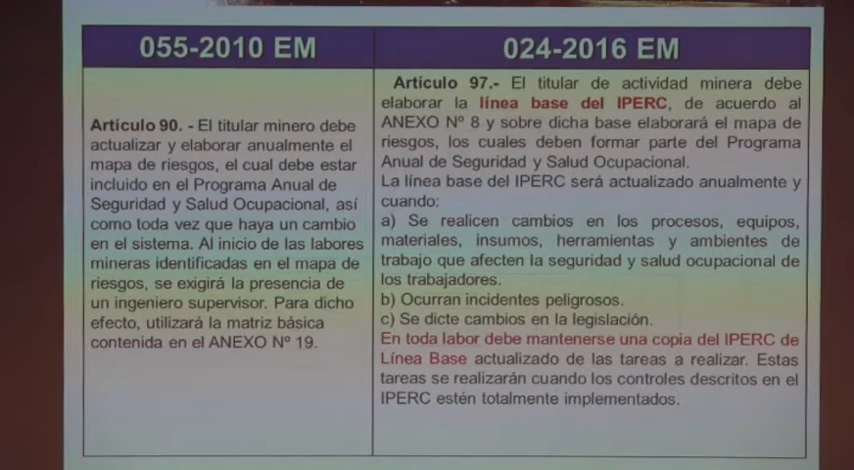 055-2010 EM
Artículo 90. - El titular minero debe
actualizar y elaborar anualmente el
mapa de riesgos, el cual debe estar
incluido en el Programa Anual de
Seguridad y Salud Ocupacional, así
como toda vez que haya un cambio
en el sistema. Al inicio de las labores
mineras identificadas en el mapa de
riesgos, se exigirá la presencia de
un ingeniero supervisor. Para dicho
efecto, utilizará la matriz básica
contenida en el ANEXO Nº 19.
024-2016 EM
Artículo 97.- El titular de actividad minera debe
elaborar la línea base del IPERC, de acuerdo al
ANEXO Nº 8 y sobre dicha base elaborará el mapa de
riesgos, los cuales deben formar parte del Programa
Anual de Seguridad y Salud Ocupacional.
La línea base del IPERC será actualizado anualmente y
cuando:
a) Se realicen cambios en los procesos, equipos,
materiales, insumos, herramientas y ambientes de
trabajo que afecten la seguridad y salud ocupacional de
los trabajadores.
b) Ocurran incidentes peligrosos.
c) Se dicte cambios en la legislación.
En toda labor debe mantenerse una copia del IPERC de
Línea Base actualizado de las tareas a realizar. Estas
tareas se realizarán cuando los controles descritos en el
IPERC estén totalmente implementados.